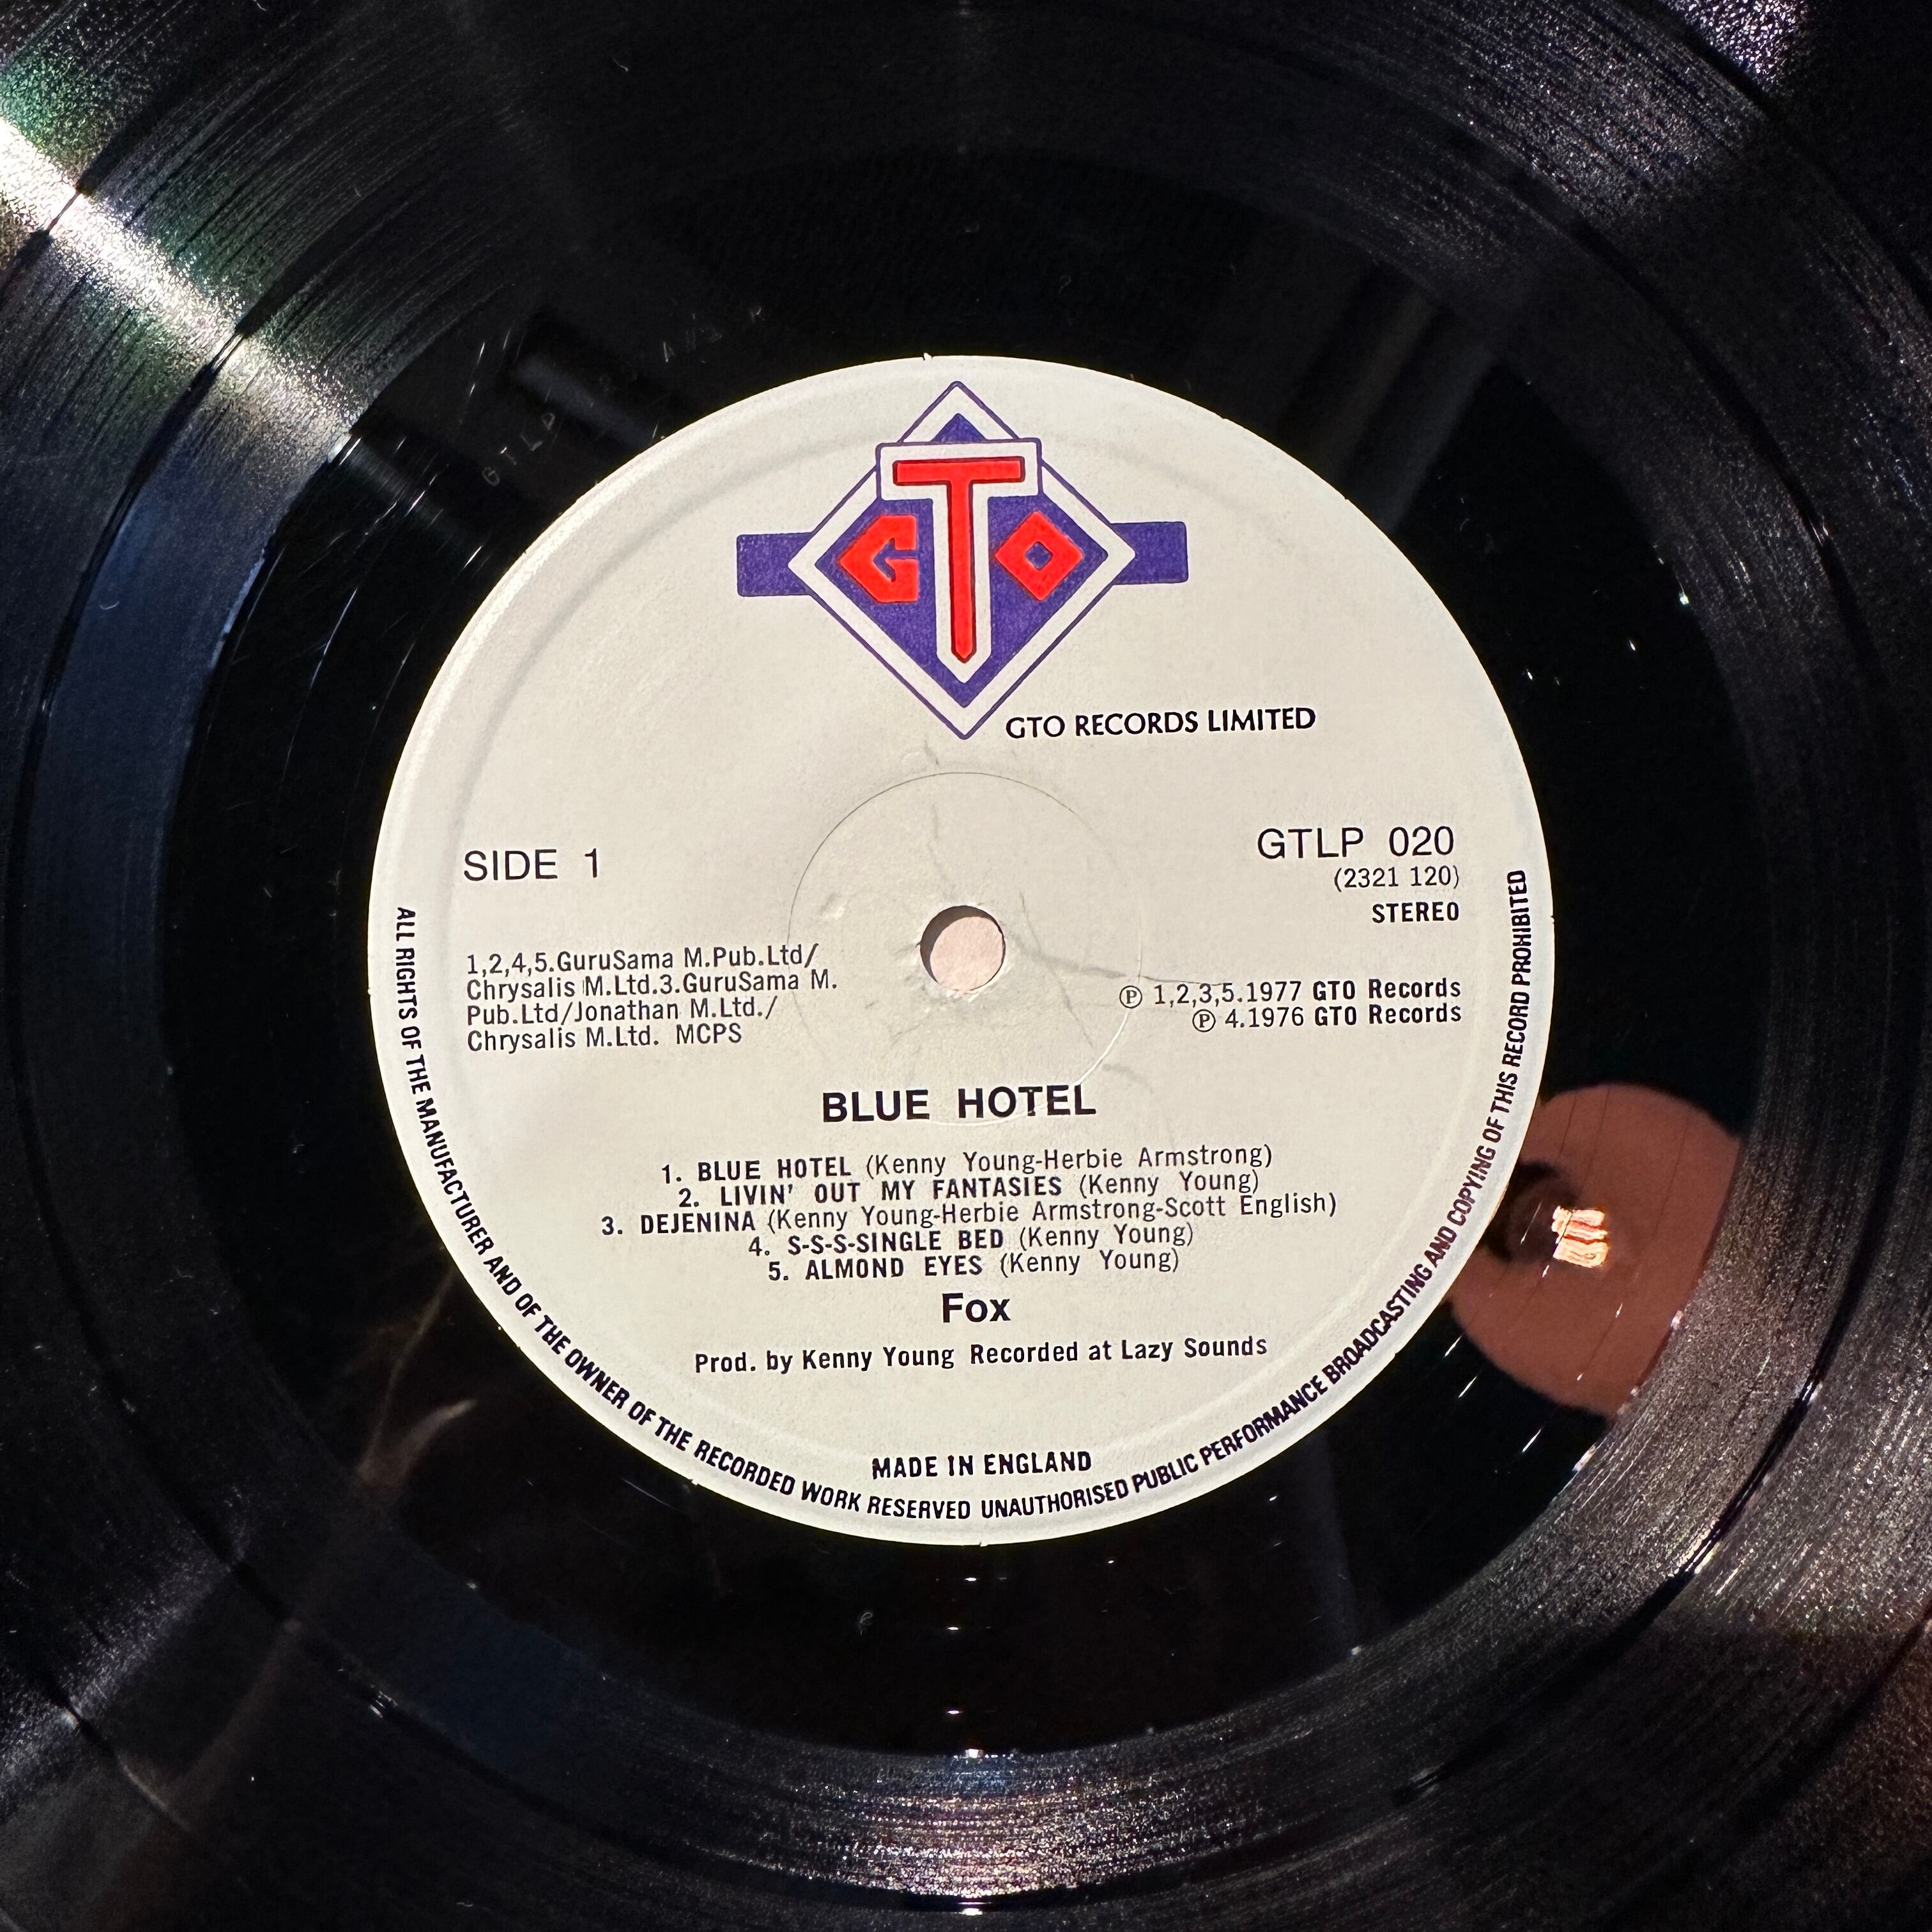 GTLP
GTO
GTO RECORDS LIMITED
SIDE 1
GTLP 020
(2321 120)
STEREO
1,2,4,5.GuruSama M.Pub.Ltd/
Chrysalis M.Ltd.3.GuruSama M.
Pub.Ltd/Jonathan M.Ltd./
Chrysalis M.Ltd. MCPS
℗ 1,2,3,5.1977 GTO Records
℗ 4.1976 GTO Records
BLUE HOTEL
1. BLUE HOTEL (Kenny Young-Herbie Armstrong)
2. LIVIN' OUT MY FANTASIES (Kenny Young)
3. DEJENINA (Kenny Young-Herbie Armstrong-Scott English)
4. S-S-S-SINGLE BED (Kenny Young)
5. ALMOND EYES (Kenny Young)
Fox
Prod. by Kenny Young Recorded at Lazy Sounds
MADE IN ENGLAND
ALL RIGHTS OF THE MANUFACTURER AND OF THE OWNER OF THE RECORDED WORK RESERVED UNAUTHORISED PUBLIC PERFORMANCE BROADCASTING AND COPYING OF THIS RECORD PROHIBITED